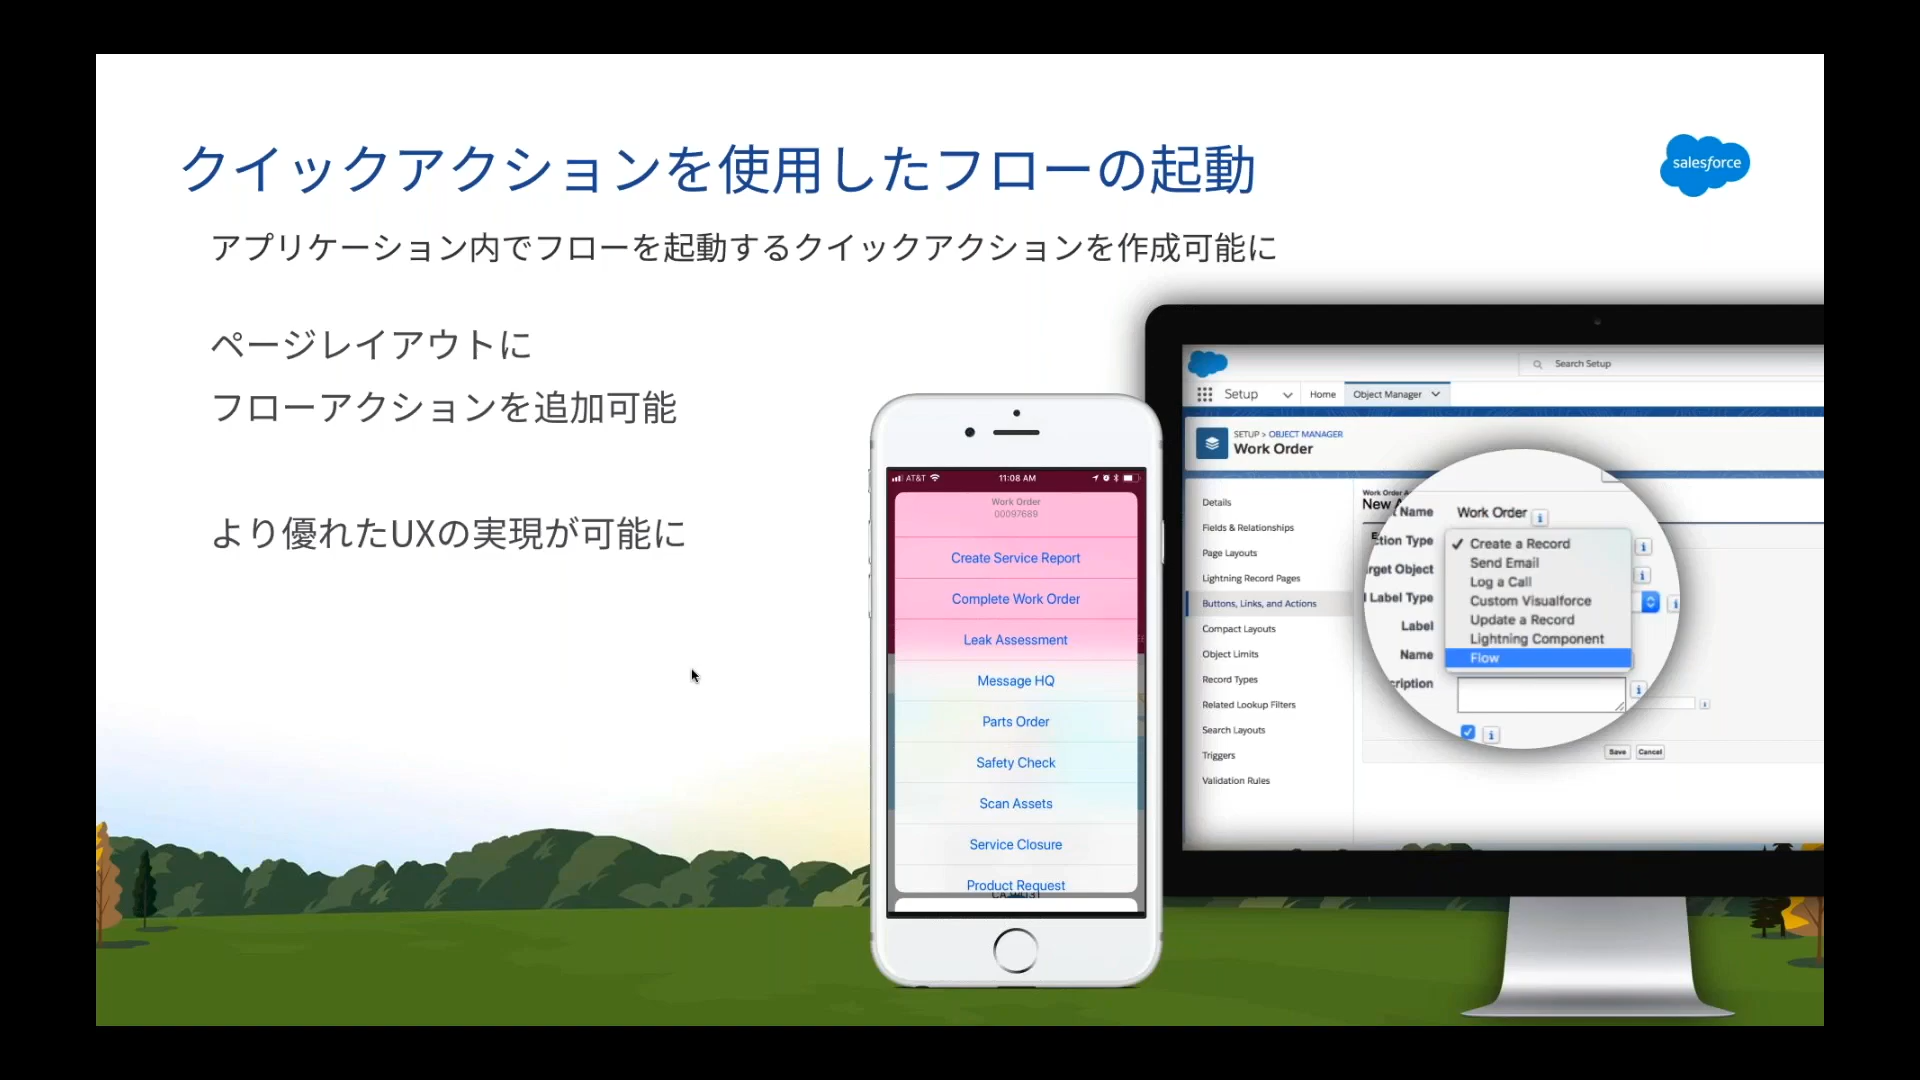 クイックアクションを使用したフローの起動
salesforce
アプリケーション内でフローを起動するクイックアクションを作成可能に
ページレイアウトに
フローアクションを追加可能
より優れたUXの実現が可能に
AT&T
11:08 AM
Work Order
00097689
Create Service Report
Complete Work Order
Leak Assessment
Message HQ
Parts Order
Safety Check
Scan Assets
Service Closure
Product Request
Search Setup
Setup
Home
Object Manager
SETUP > OBJECT MANAGER
Work Order
Details
Fields & Relationships
Page Layouts
Lightning Record Pages
Buttons, Links, and Actions
Compact Layouts
Object Limits
Record Types
Related Lookup Filters
Search Layouts
Triggers
Validation Rules
Work Order A
New A
t Name Work Order
ction Type
rget Object
l Label Type
Label
Name
cription
✓ Create a Record
Send Email
Log a Call
Custom Visualforce
Update a Record
Lightning Component
Flow
Save Cancel